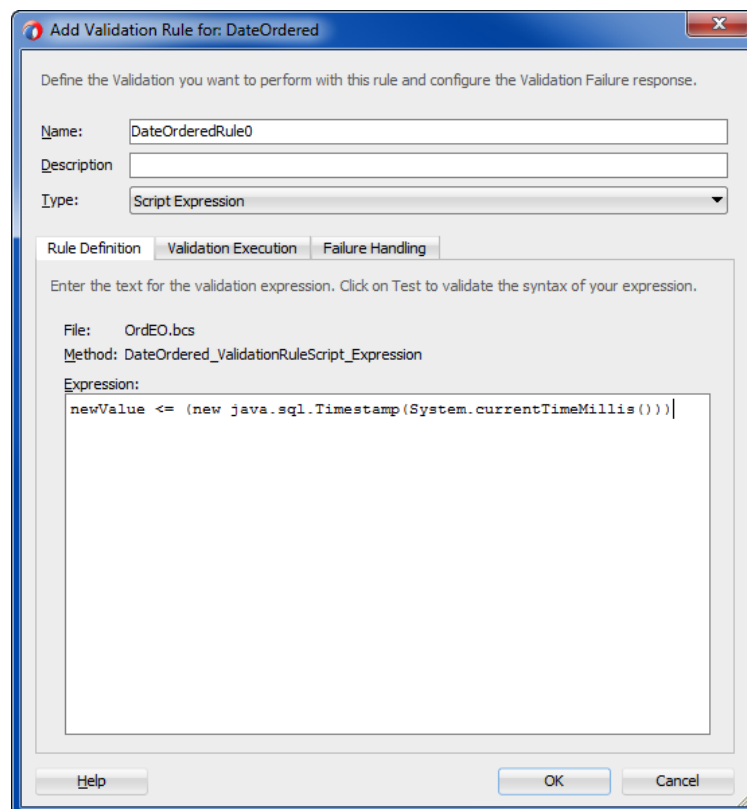 Add Validation Rule for: DateOrdered
Define the Validation you want to perform with this rule and configure the Validation Failure response.
Name: DateOrderedRule0
Description
Type: Script Expression
Rule Definition Validation Execution Failure Handling
Enter the text for the validation expression. Click on Test to validate the syntax of your expression.
File: OrdEO.bcs
Method: DateOrdered_ValidationRuleScript_Expression
Expression:
newValue <= (new java.sql.Timestamp(System.currentTimeMillis()))
Help OK Cancel